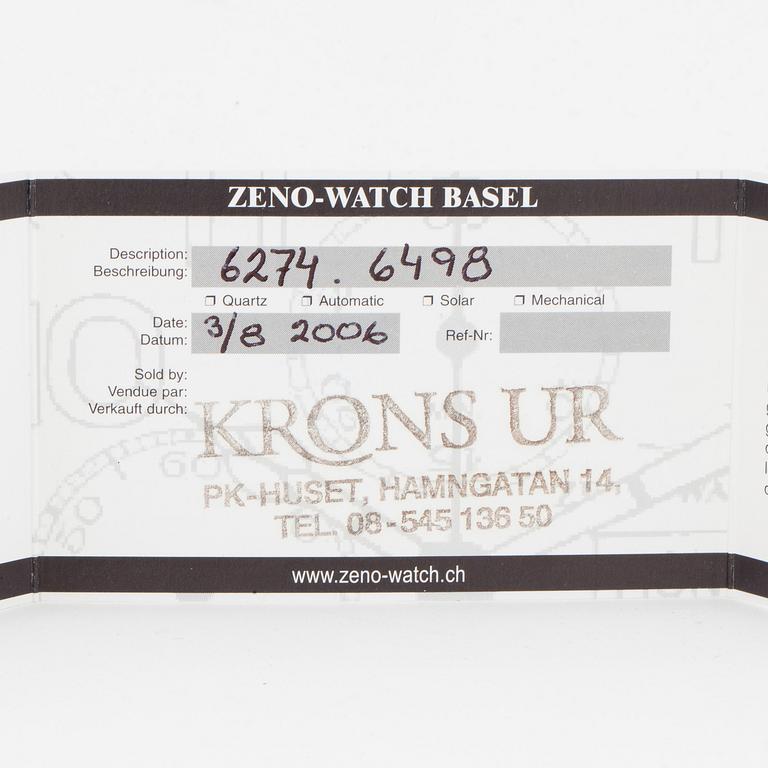 ZENO-WATCH BASEL
Description: 6274. 6498
Beschreibung:
❐ Quartz ❐ Automatic ❐ Solar ❐ Mechanical
Date: 3/8 2006 Ref-Nr:
Datum:
Sold by:
Vendue par:
Verkauft durch:
KRONS UR
PK-HUSET, HAMNGATAN 14.
TEL. 08-545 136 50
www.zeno-watch.ch
60
50